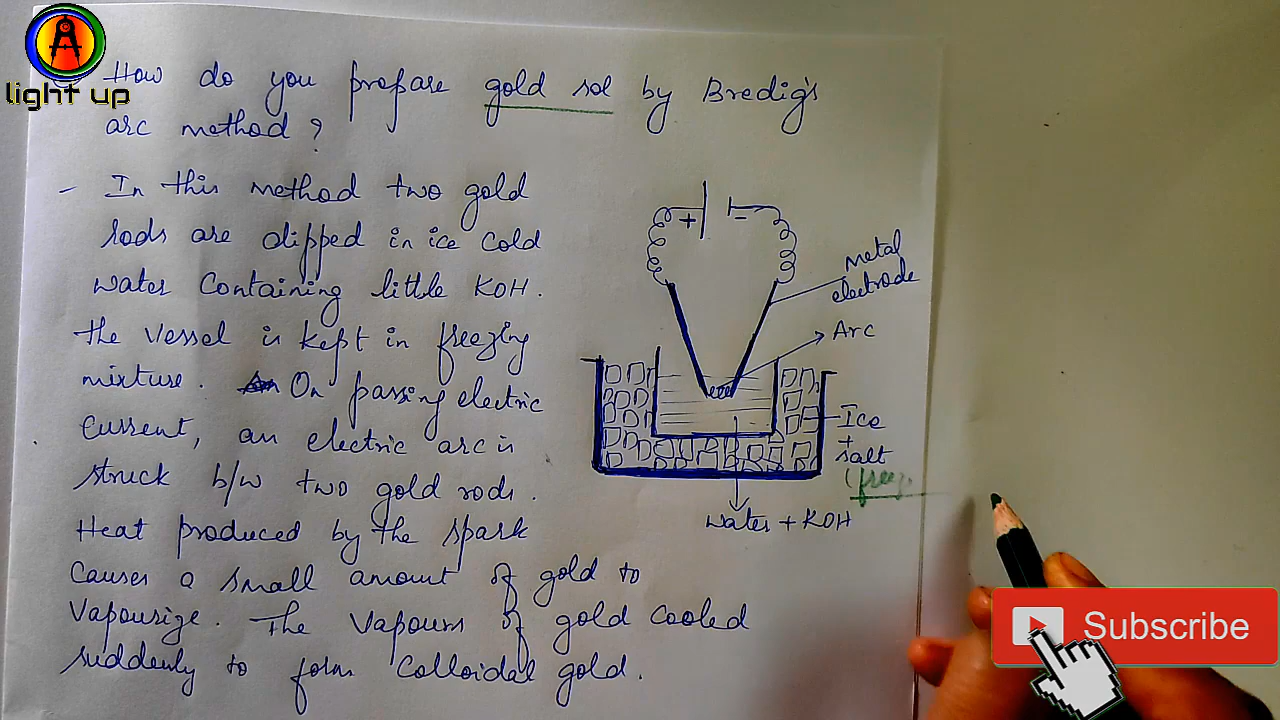 light up
How do you prepare gold sol by Bredig's
arc method?
- In this method two gold
rods are dipped in ice cold
water containing little KOH.
the vessel is kept in freezing
mixture. On passing electric
current, an electric arc is
struck b/w two gold rods.
Heat produced by the spark
causes a small amount of gold to
Vapourize. The Vapours of gold cooled
suddenly to form Colloidal gold.
+ -
metal
electrode
Arc
Ice
+
salt
(freez
water + KOH
Subscribe